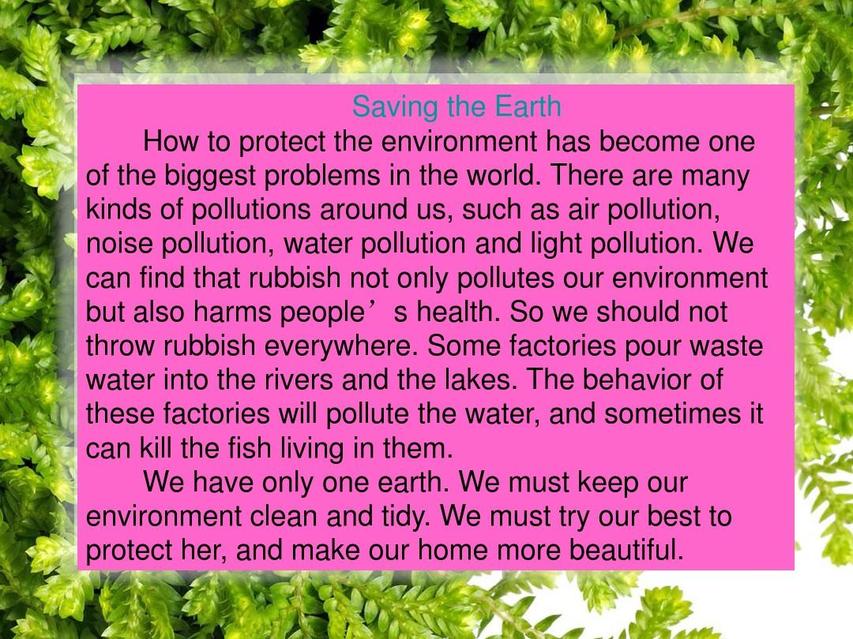 Saving the Earth
How to protect the environment has become one
of the biggest problems in the world. There are many
kinds of pollutions around us, such as air pollution,
noise pollution, water pollution and light pollution. We
can find that rubbish not only pollutes our environment
but also harms people’s health. So we should not
throw rubbish everywhere. Some factories pour waste
water into the rivers and the lakes. The behavior of
these factories will pollute the water, and sometimes it
can kill the fish living in them.
We have only one earth. We must keep our
environment clean and tidy. We must try our best to
protect her, and make our home more beautiful.